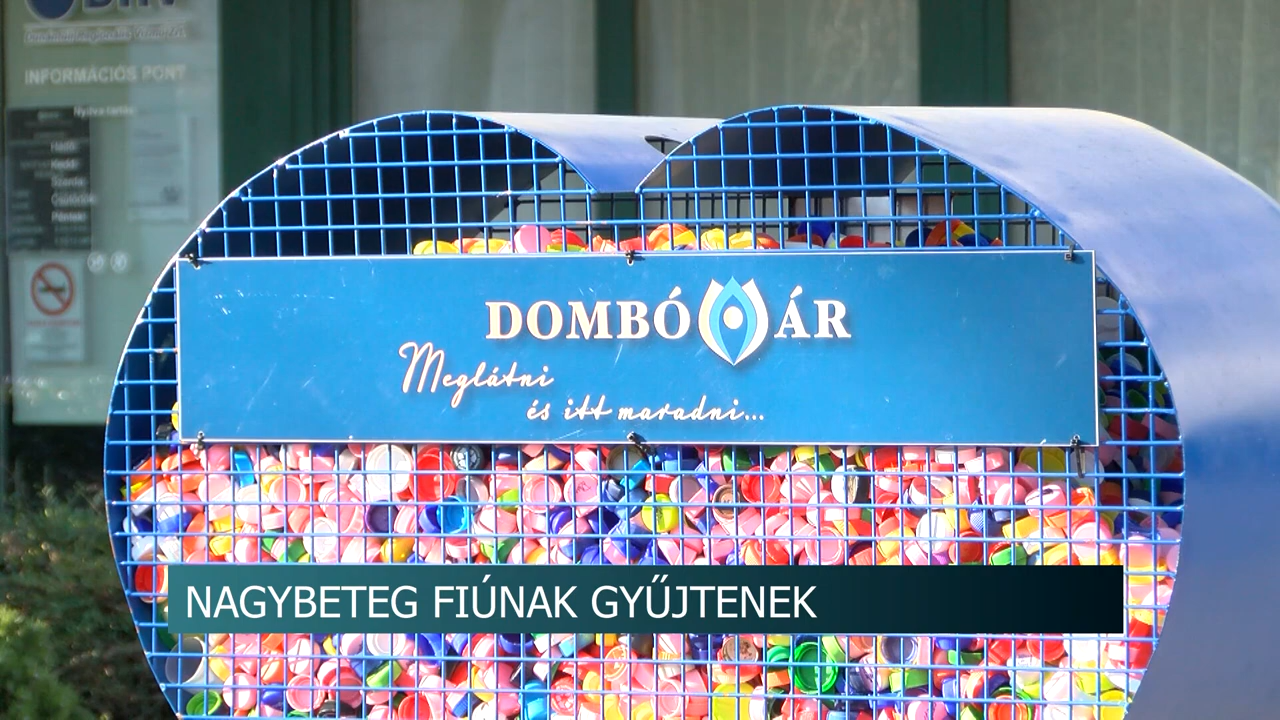 INFORMÁCIÓS PONT
DOMBÓVÁR
Meglátni
és itt maradni...
NAGYBETEG FIÚNAK GYŰJTENEK